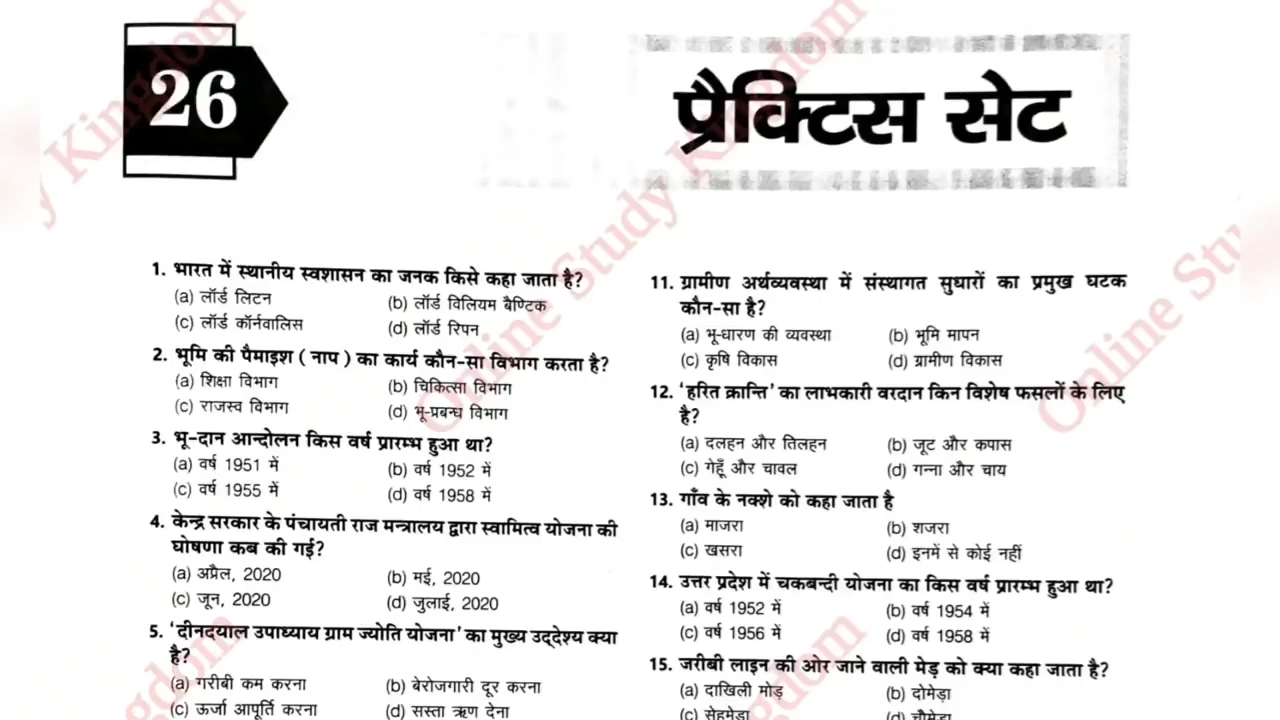 26
प्रैक्टिस सेट
1. भारत में स्थानीय स्वशासन का जनक किसे कहा जाता है?
(a) लॉर्ड लिटन (b) लॉर्ड विलियम बैण्टिक
(c) लॉर्ड कॉर्नवालिस (d) लॉर्ड रिपन
2. भूमि की पैमाइश ( नाप ) का कार्य कौन-सा विभाग करता है?
(a) शिक्षा विभाग (b) चिकित्सा विभाग
(c) राजस्व विभाग (d) भू-प्रबन्ध विभाग
3. भू-दान आन्दोलन किस वर्ष प्रारम्भ हुआ था?
(a) वर्ष 1951 में (b) वर्ष 1952 में
(c) वर्ष 1955 में (d) वर्ष 1958 में
4. केन्द्र सरकार के पंचायती राज मन्त्रालय द्वारा स्वामित्व योजना की
घोषणा कब की गई?
(a) अप्रैल, 2020 (b) मई, 2020
(c) जून, 2020 (d) जुलाई, 2020
5. ‘दीनदयाल उपाध्याय ग्राम ज्योति योजना’ का मुख्य उद्देश्य क्या
है?
(a) गरीबी कम करना (b) बेरोजगारी दूर करना
(c) ऊर्जा आपूर्ति करना (d) सस्ता ऋण देना
11. ग्रामीण अर्थव्यवस्था में संस्थागत सुधारों का प्रमुख घटक
कौन-सा है?
(a) भू-धारण की व्यवस्था (b) भूमि मापन
(c) कृषि विकास (d) ग्रामीण विकास
12. ‘हरित क्रान्ति’ का लाभकारी वरदान किन विशेष फसलों के लिए
है?
(a) दलहन और तिलहन (b) जूट और कपास
(c) गेहूँ और चावल (d) गन्ना और चाय
13. गाँव के नक्शे को कहा जाता है
(a) माजरा (b) शजरा
(c) खसरा (d) इनमें से कोई नहीं
14. उत्तर प्रदेश में चकबन्दी योजना का किस वर्ष प्रारम्भ हुआ था?
(a) वर्ष 1952 में (b) वर्ष 1954 में
(c) वर्ष 1956 में (d) वर्ष 1958 में
15. जरीबी लाइन की ओर जाने वाली मेड़ को क्या कहा जाता है?
(a) दाखिली मोड़ (b) दोमेड़ा
(c) सेहमेड़ा (d) चौमेड़ा
Online Study Kingdom